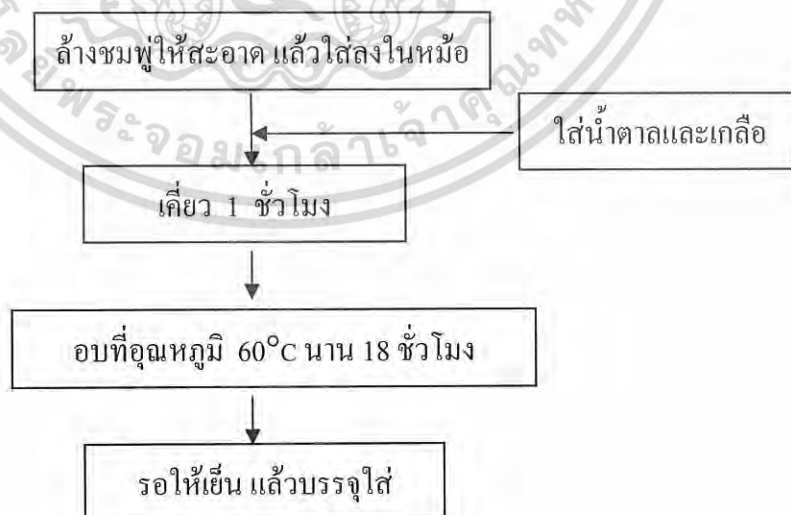 ล้างชมพู่ให้สะอาด แล้วใส่ลงในหม้อ
ใส่น้ำตาลและเกลือ
เคี่ยว 1 ชั่วโมง
อบที่อุณหภูมิ 60°C นาน 18 ชั่วโมง
รอให้เย็น แล้วบรรจุใส่